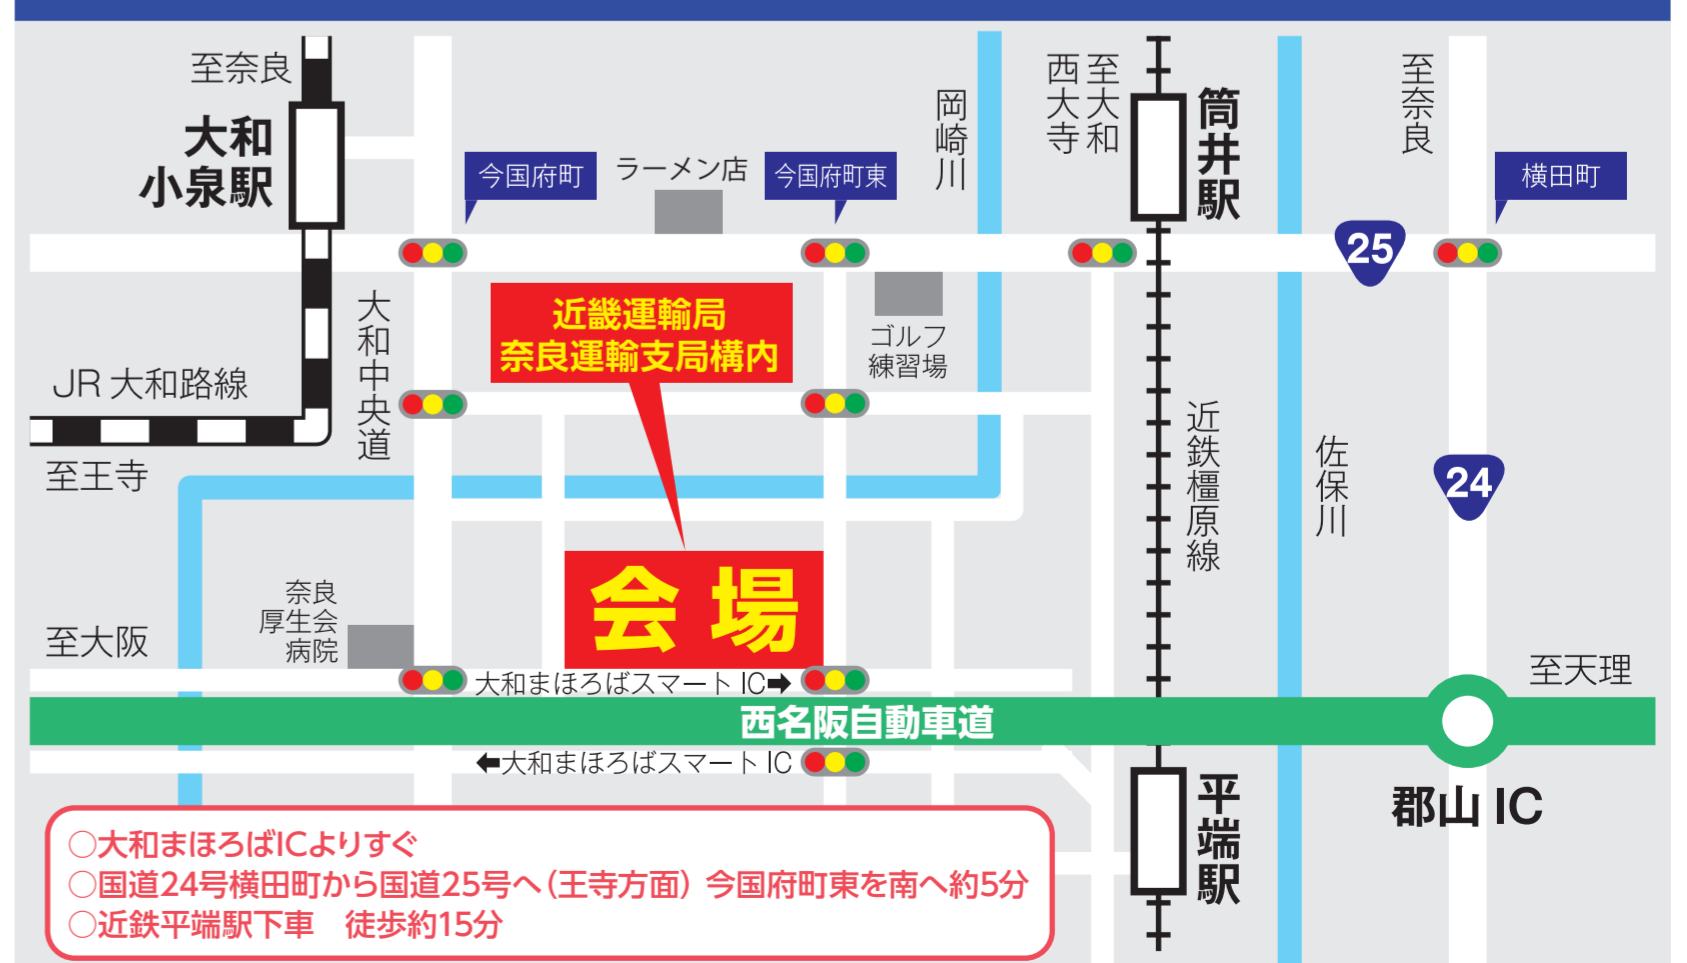 至奈良
大和
小泉駅
今国府町
ラーメン店
今国府町東
岡崎川
至大和
西大寺
筒井駅
至奈良
横田町
25
近畿運輸局
奈良運輸支局構内
ゴルフ
練習場
大和中央道
JR 大和路線
至王寺
近鉄橿原線
佐保川
24
会 場
奈良
厚生会
病院
至大阪
大和まほろばスマート IC➡
至天理
西名阪自動車道
⬅大和まほろばスマート IC
平端駅
郡山 IC
○大和まほろばICよりすぐ
○国道24号横田町から国道25号へ（王寺方面） 今国府町東を南へ約5分
○近鉄平端駅下車　徒歩約15分